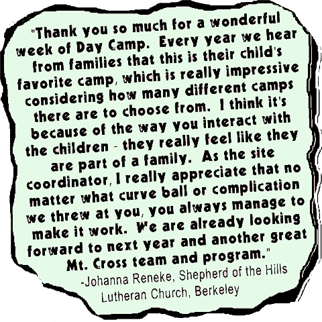 "Thank you so much for a wonderful
week of Day Camp.  Every year we hear
from families that this is their child's
favorite camp, which is really impressive
considering how many different camps
there are to choose from.  I think it's
because of the way you interact with
the children - they really feel like they
are part of a family.  As the site
coordinator, I really appreciate that no
matter what curve ball or complication
we threw at you, you always manage to
make it work.  We are already looking
forward to next year and another great
Mt. Cross team and program."
-Johanna Reneke, Shepherd of the Hills
Lutheran Church, Berkeley